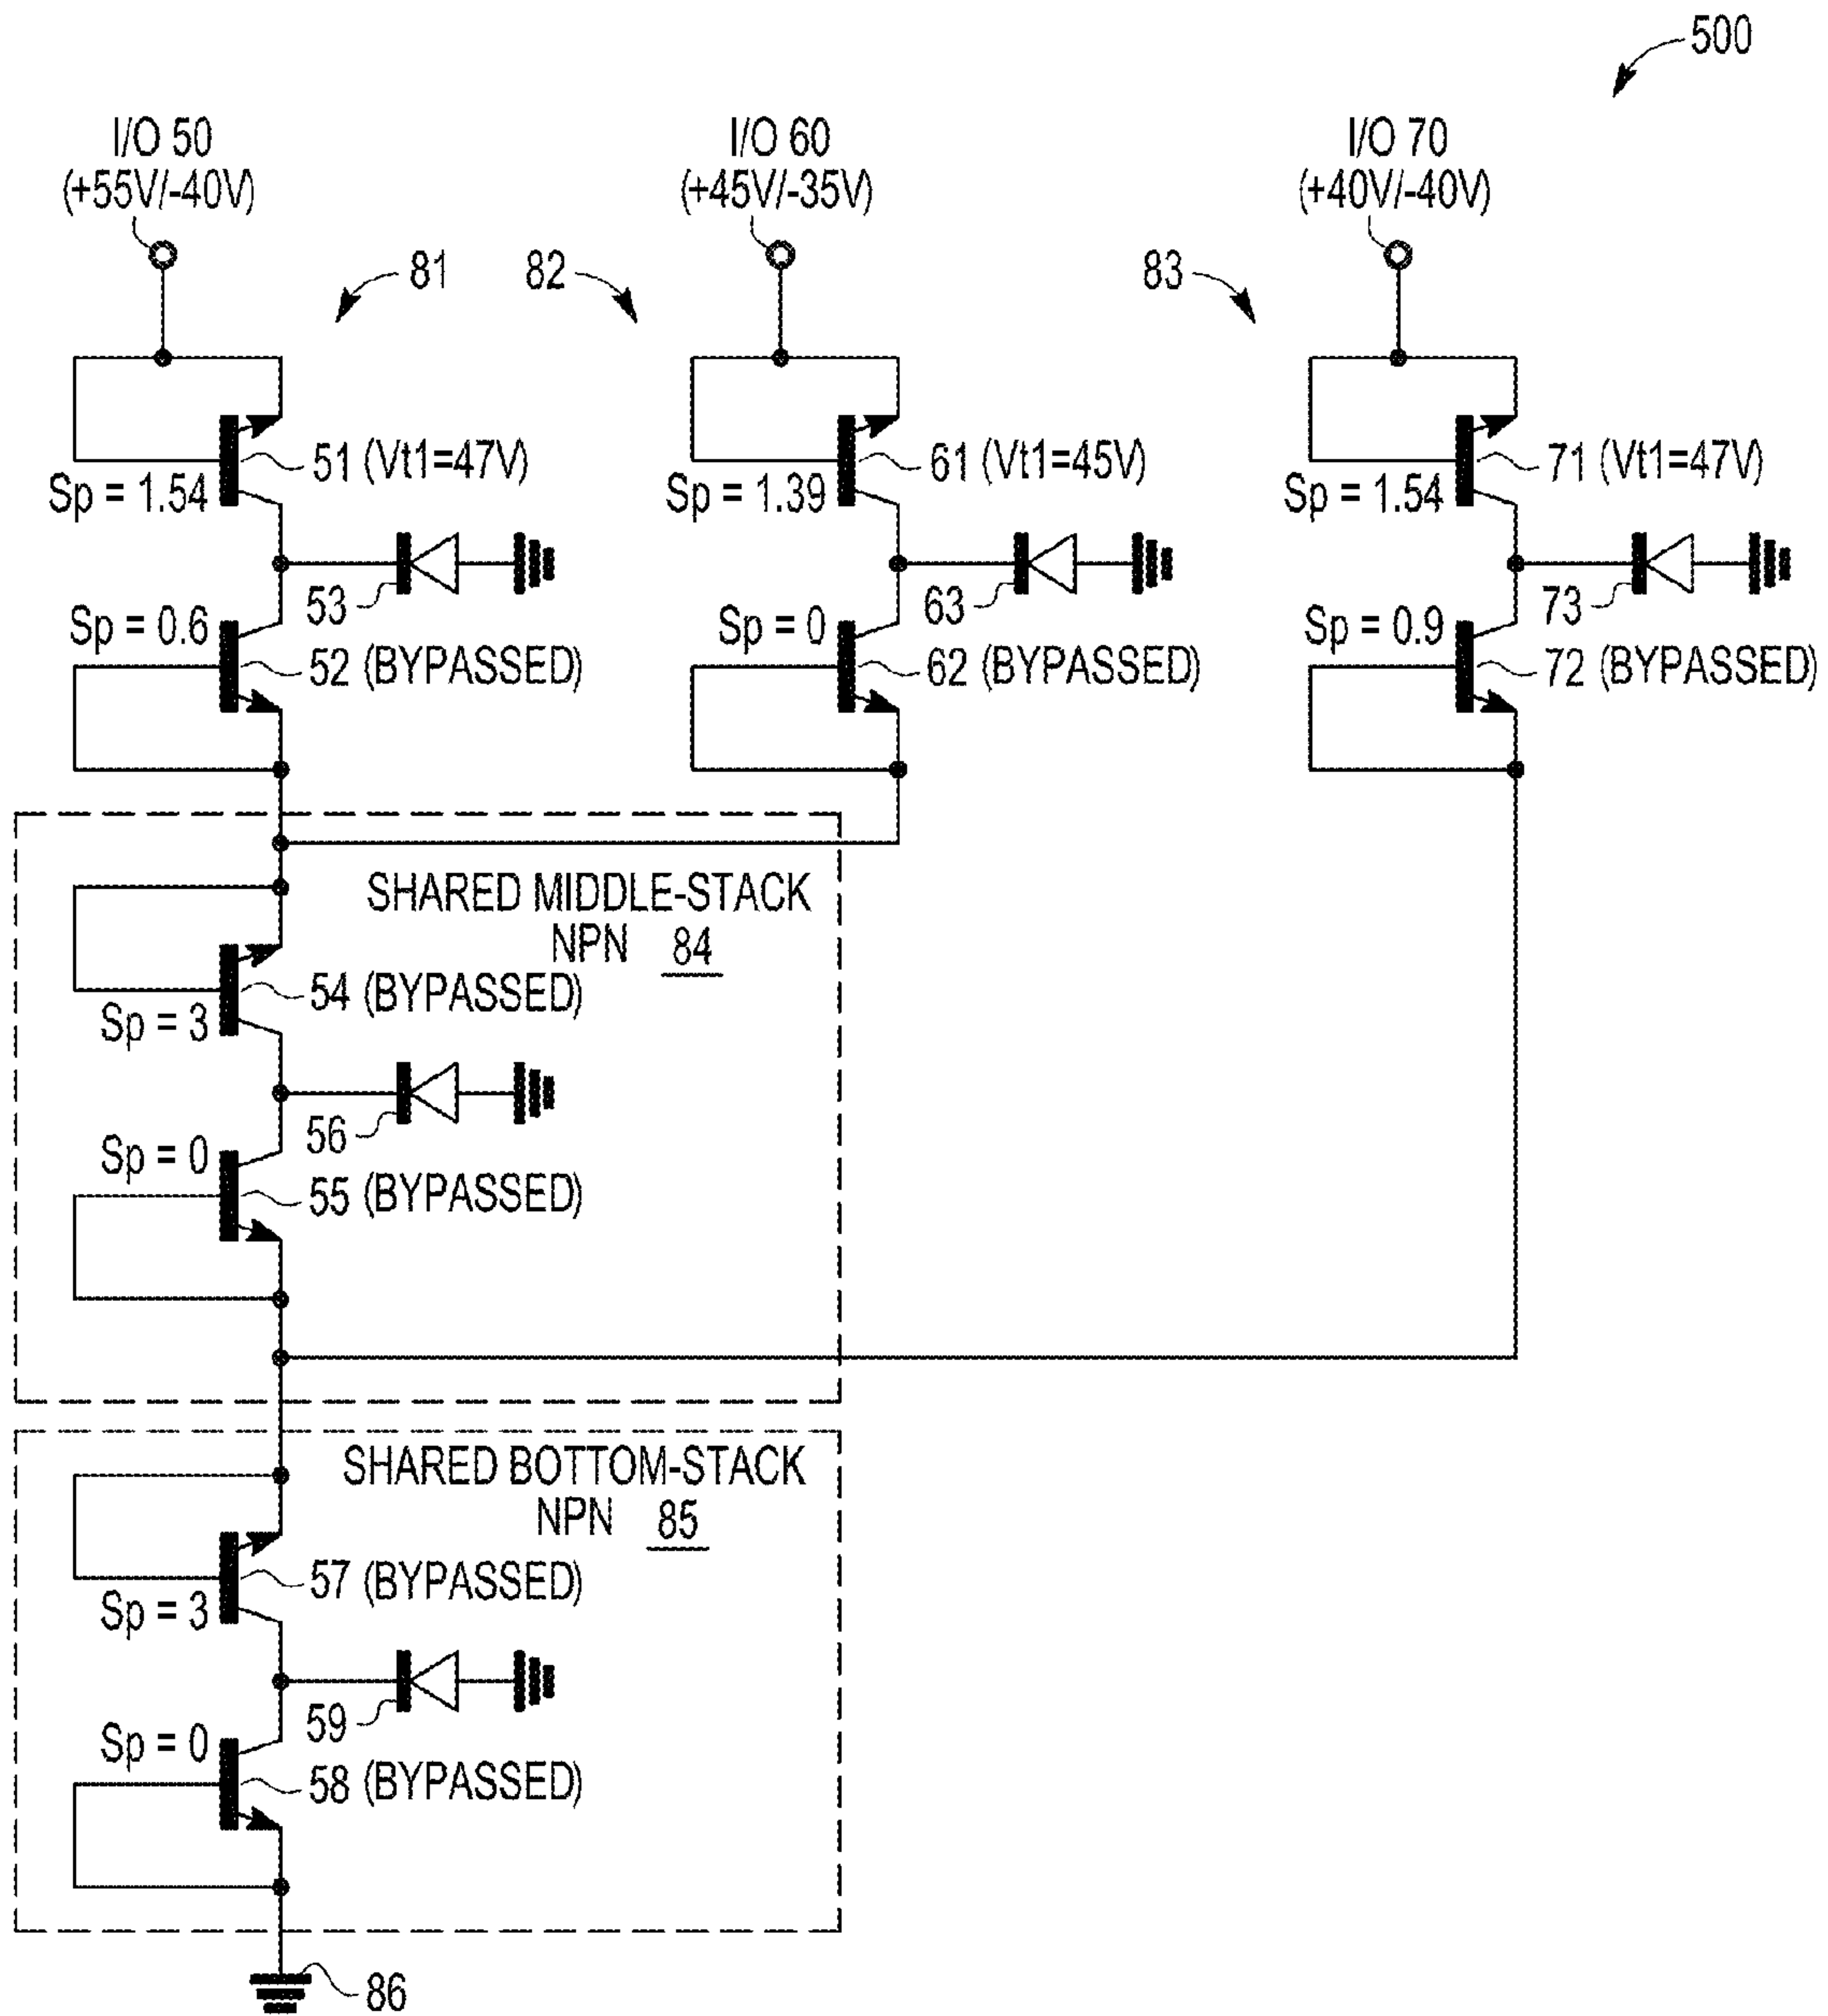 500
I/O 50
(+55V/-40V)
I/O 60
(+45V/-35V)
I/O 70
(+40V/-40V)
81
82
83
51 (Vt1=47V)
Sp = 1.54
61 (Vt1=45V)
Sp = 1.39
71 (Vt1=47V)
Sp = 1.54
53
63
73
Sp = 0.6
52 (BYPASSED)
Sp = 0
62 (BYPASSED)
Sp = 0.9
72 (BYPASSED)
SHARED MIDDLE-STACK
NPN 84
54 (BYPASSED)
Sp = 3
56
Sp = 0
55 (BYPASSED)
SHARED BOTTOM-STACK
NPN 85
57 (BYPASSED)
Sp = 3
59
Sp = 0
58 (BYPASSED)
86